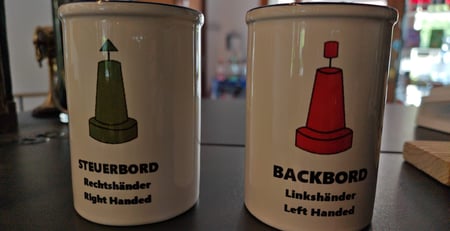 STEUERBORD
Rechtshänder
Right Handed
BACKBORD
Linkshänder
Left Handed